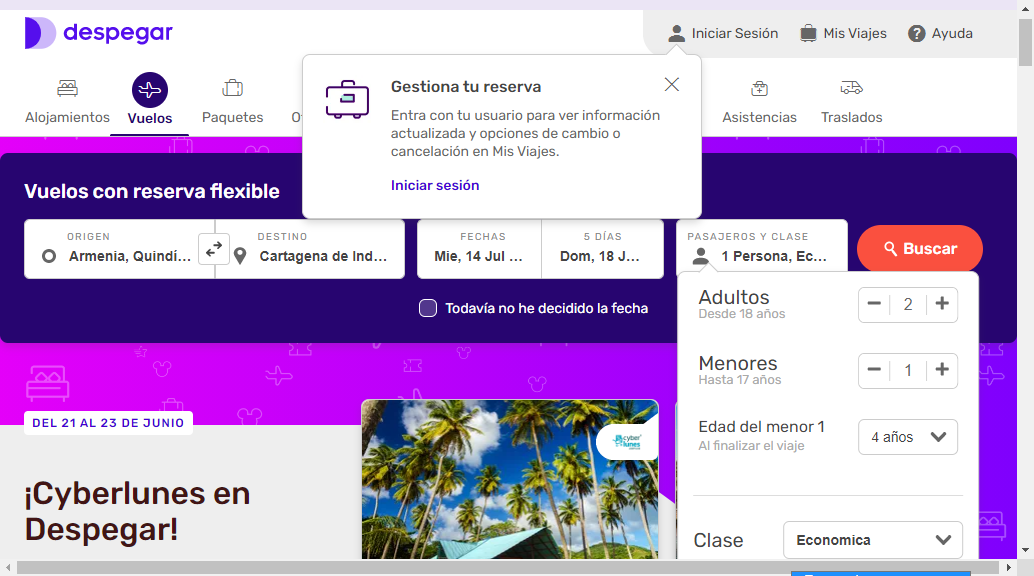 despegar
Iniciar Sesión
Mis Viajes
Ayuda
Alojamientos
Vuelos
Paquetes
Asistencias
Traslados
Gestiona tu reserva
Entra con tu usuario para ver información
actualizada y opciones de cambio o
cancelación en Mis Viajes.
Iniciar sesión
Vuelos con reserva flexible
ORIGEN
Armenia, Quindí...
DESTINO
Cartagena de Ind...
FECHAS
Mie, 14 Jul ...
5 DÍAS
Dom, 18 J...
PASAJEROS Y CLASE
1 Persona, Ec...
Buscar
Todavía no he decidido la fecha
Adultos
Desde 18 años
2
Menores
Hasta 17 años
1
Edad del menor 1
Al finalizar el viaje
4 años
Clase
Economica
DEL 21 AL 23 DE JUNIO
¡Cyberlunes en
Despegar!
cyber
lunes